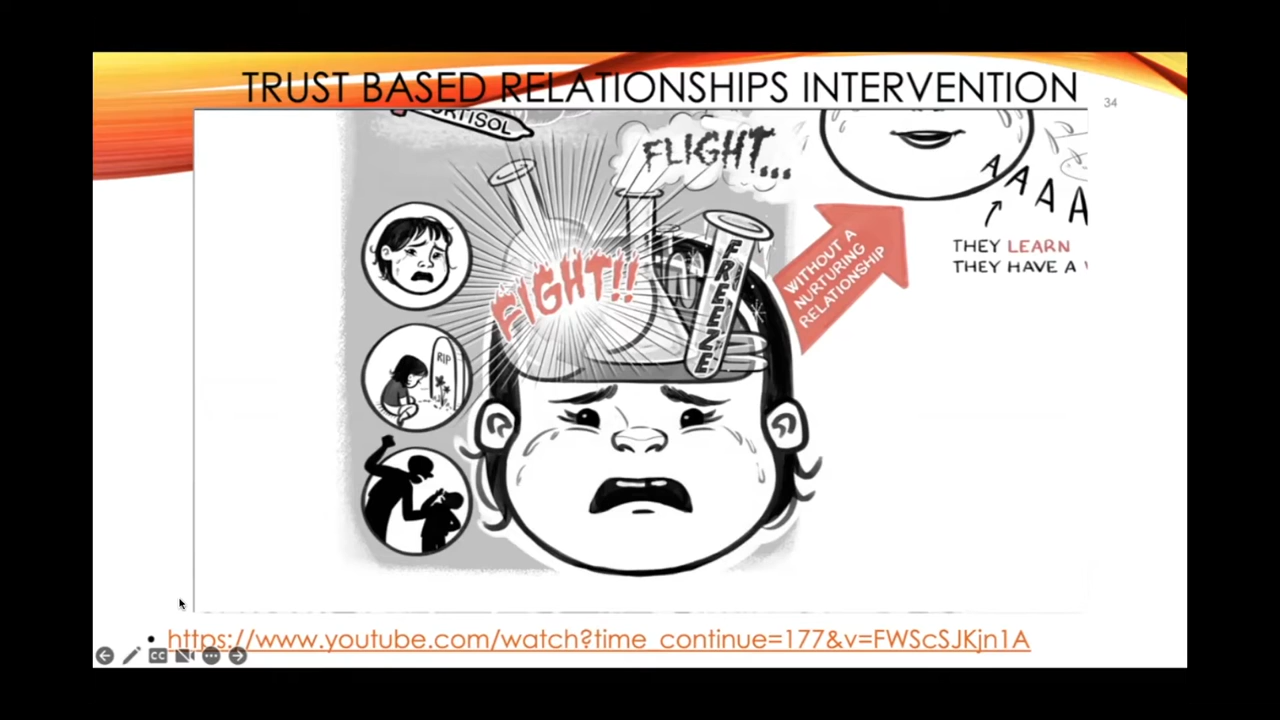 TRUST BASED RELATIONSHIPS INTERVENTION
34
FLIGHT...
A A A A
FIGHT!!
FREEZE
WITHOUT A
NURTURING
RELATIONSHIP
THEY LEARN
THEY HAVE A
RIP
• https://www.youtube.com/watch?time_continue=177&v=FWScSJKjn1A
CC